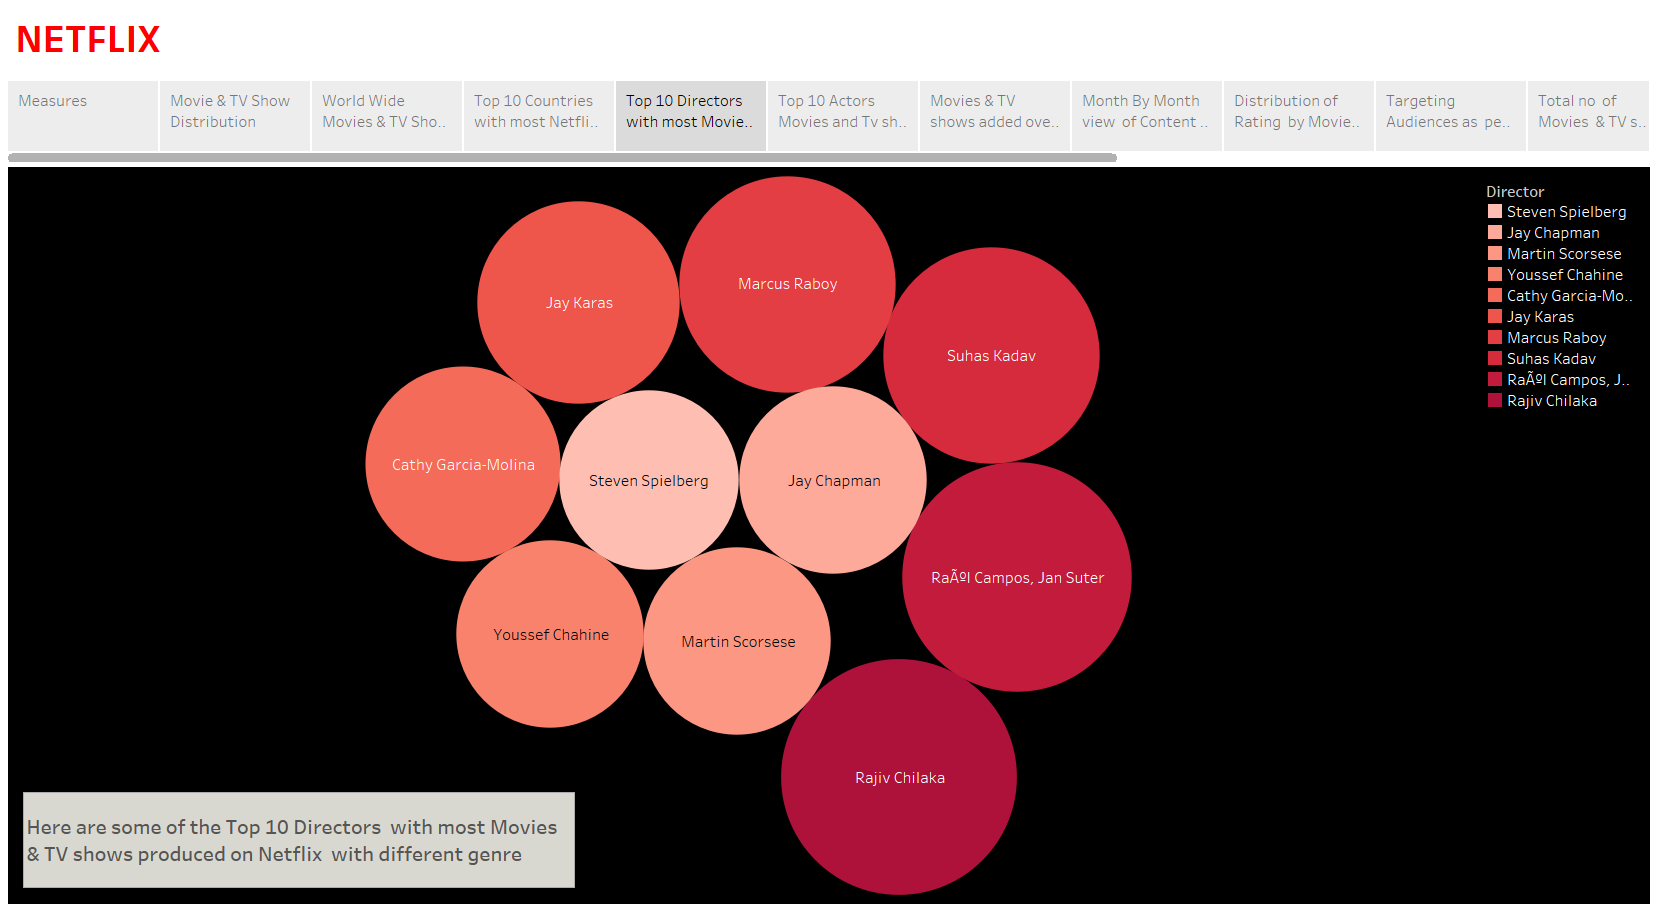 NETFLIX
Measures
Movie & TV Show
Distribution
World Wide
Movies & TV Sho..
Top 10 Countries
with most Netfli..
Top 10 Directors
with most Movie..
Top 10 Actors
Movies and Tv sh..
Movies & TV
shows added ove..
Month By Month
view of Content ..
Distribution of
Rating by Movie..
Targeting
Audiences as pe..
Total no of
Movies & TV s..
Director
Steven Spielberg
Jay Chapman
Martin Scorsese
Youssef Chahine
Cathy Garcia-Mo..
Jay Karas
Marcus Raboy
Suhas Kadav
RaÃºl Campos, J..
Rajiv Chilaka
Marcus Raboy
Jay Karas
Suhas Kadav
Cathy Garcia-Molina
Steven Spielberg
Jay Chapman
RaÃºl Campos, Jan Suter
Youssef Chahine
Martin Scorsese
Rajiv Chilaka
Here are some of the Top 10 Directors with most Movies
& TV shows produced on Netflix with different genre